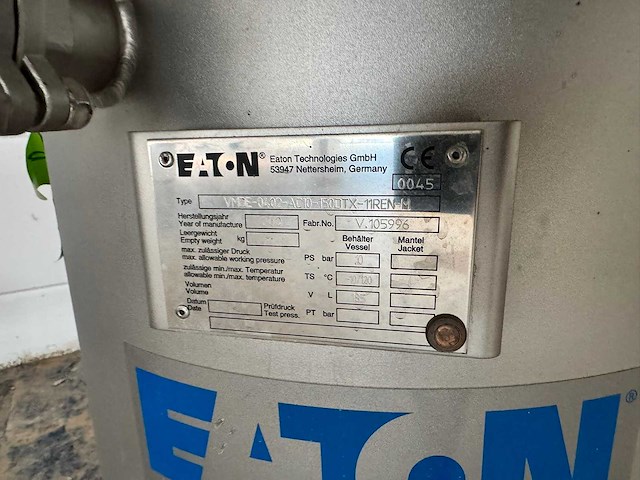 EATON® Eaton Technologies GmbH
53947 Nettersheim, Germany
CE
0045
Type
Herstellungsjahr
Year of manufacture
Fabr.No. V.105996
Leergewicht
Empty weight kg
Behälter Mantel
Vessel Jacket
max. zulässiger Druck
max. allowable working pressure PS bar
zulässige min./max. Temperatur
allowable min./max. temperature TS °C
Volumen
Volume V L
Datum
Date
Prüfdruck
Test press. PT bar
EATON®